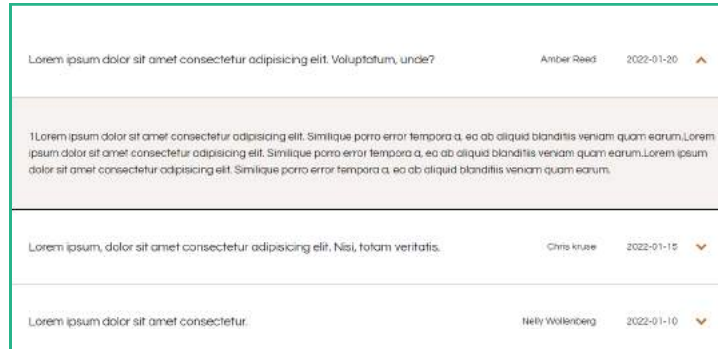 Lorem ipsum dolor sit amet consectetur adipisicing elit. Voluptatum, unde? Amber Reed 2022-01-20
1Lorem ipsum dolor sit amet consectetur adipisicing elit. Similique porro error tempora a, ea ab aliquid blanditiis veniam quam earum.Lorem
ipsum dolor sit amet consectetur adipisicing elit. Similique porro error tempora a, ea ab aliquid blanditiis veniam quam earum.Lorem ipsum
dolor sit amet consectetur adipisicing elit. Similique porro error tempora a, ea ab aliquid blanditiis veniam quam earum.
Lorem ipsum, dolor sit amet consectetur adipisicing elit. Nisi, totam veritatis. Chris kruse 2022-01-15
Lorem ipsum dolor sit amet consectetur. Nelly Wollenberg 2022-01-10